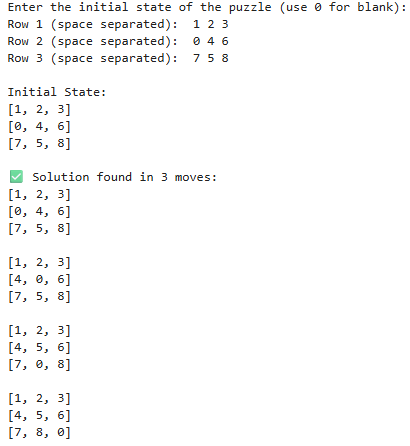 Enter the initial state of the puzzle (use 0 for blank):
Row 1 (space separated):  1 2 3
Row 2 (space separated):  0 4 6
Row 3 (space separated):  7 5 8

Initial State:
[1, 2, 3]
[0, 4, 6]
[7, 5, 8]

✅ Solution found in 3 moves:
[1, 2, 3]
[0, 4, 6]
[7, 5, 8]

[1, 2, 3]
[4, 0, 6]
[7, 5, 8]

[1, 2, 3]
[4, 5, 6]
[7, 0, 8]

[1, 2, 3]
[4, 5, 6]
[7, 8, 0]